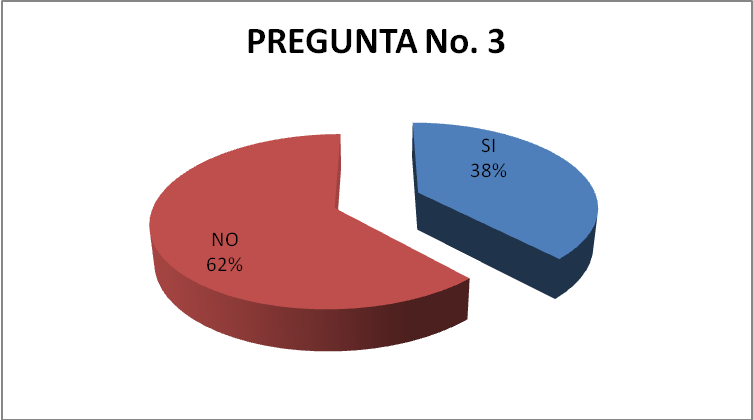 PREGUNTA No. 3
SI
38%
NO
62%